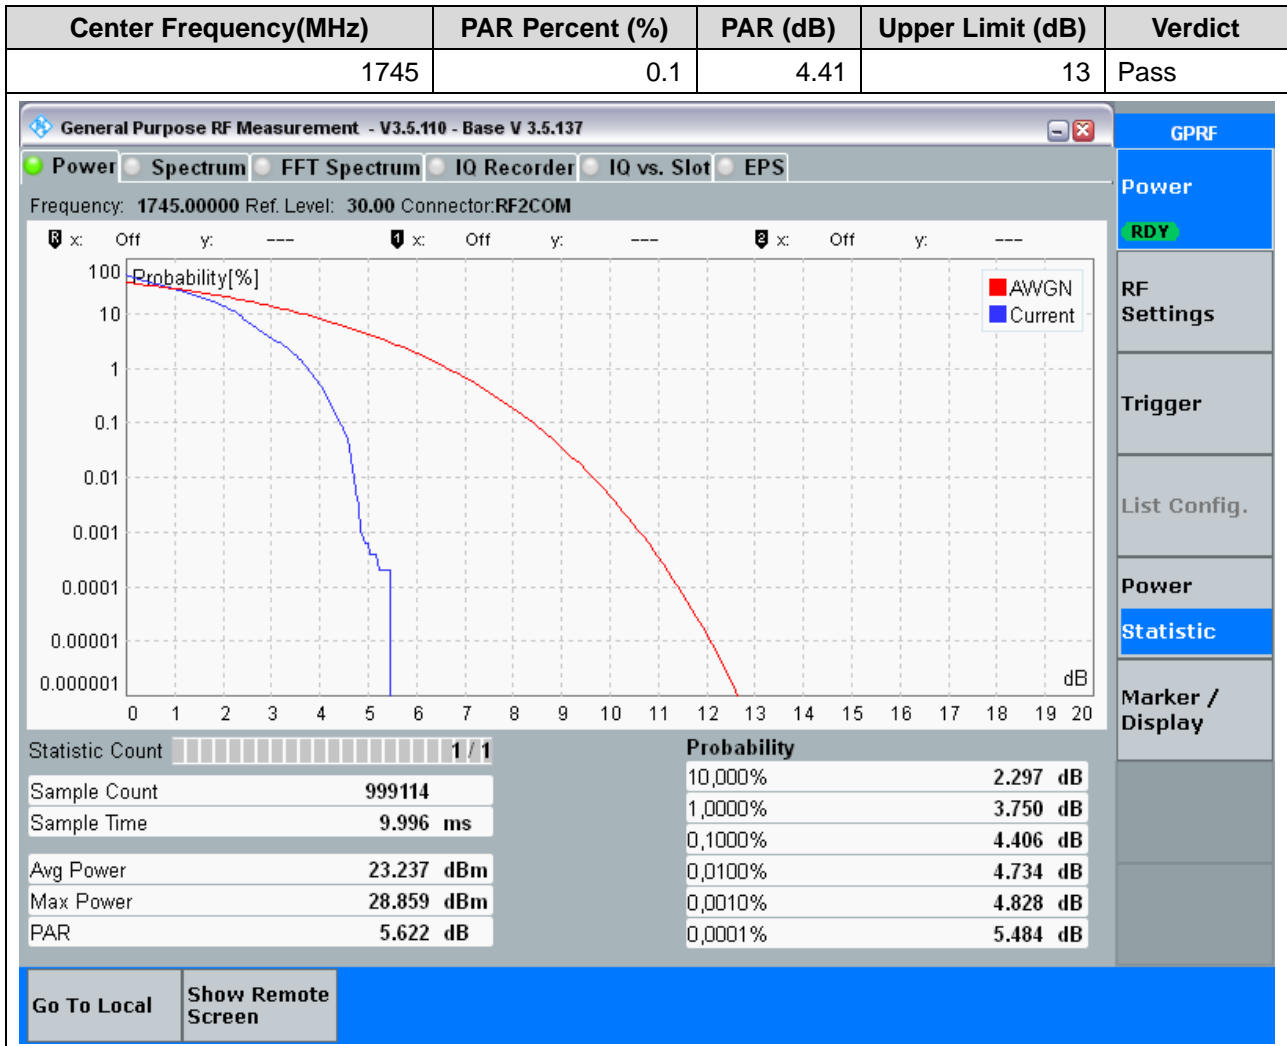 Center Frequency(MHz) PAR Percent (%) PAR (dB) Upper Limit (dB) Verdict
1745 0.1 4.41 13 Pass
General Purpose RF Measurement - V3.5.110 - Base V 3.5.137
GPRF
Power Spectrum FFT Spectrum IQ Recorder IQ vs. Slot EPS
Frequency: 1745.00000 Ref. Level: 30.00 Connector:RF2COM
R x: Off y: --- 1 x: Off y: --- 2 x: Off y: ---
Probability[%]
100
10
1
0.1
0.01
0.001
0.0001
0.00001
0.000001
AWGN
Current
dB
0 1 2 3 4 5 6 7 8 9 10 11 12 13 14 15 16 17 18 19 20
Statistic Count 1 / 1
Sample Count 999114
Sample Time 9.996 ms
Avg Power 23.237 dBm
Max Power 28.859 dBm
PAR 5.622 dB
Probability
10,000% 2.297 dB
1,0000% 3.750 dB
0,1000% 4.406 dB
0,0100% 4.734 dB
0,0010% 4.828 dB
0,0001% 5.484 dB
Power
RDY
RF
Settings
Trigger
List Config.
Power
Statistic
Marker /
Display
Go To Local
Show Remote
Screen